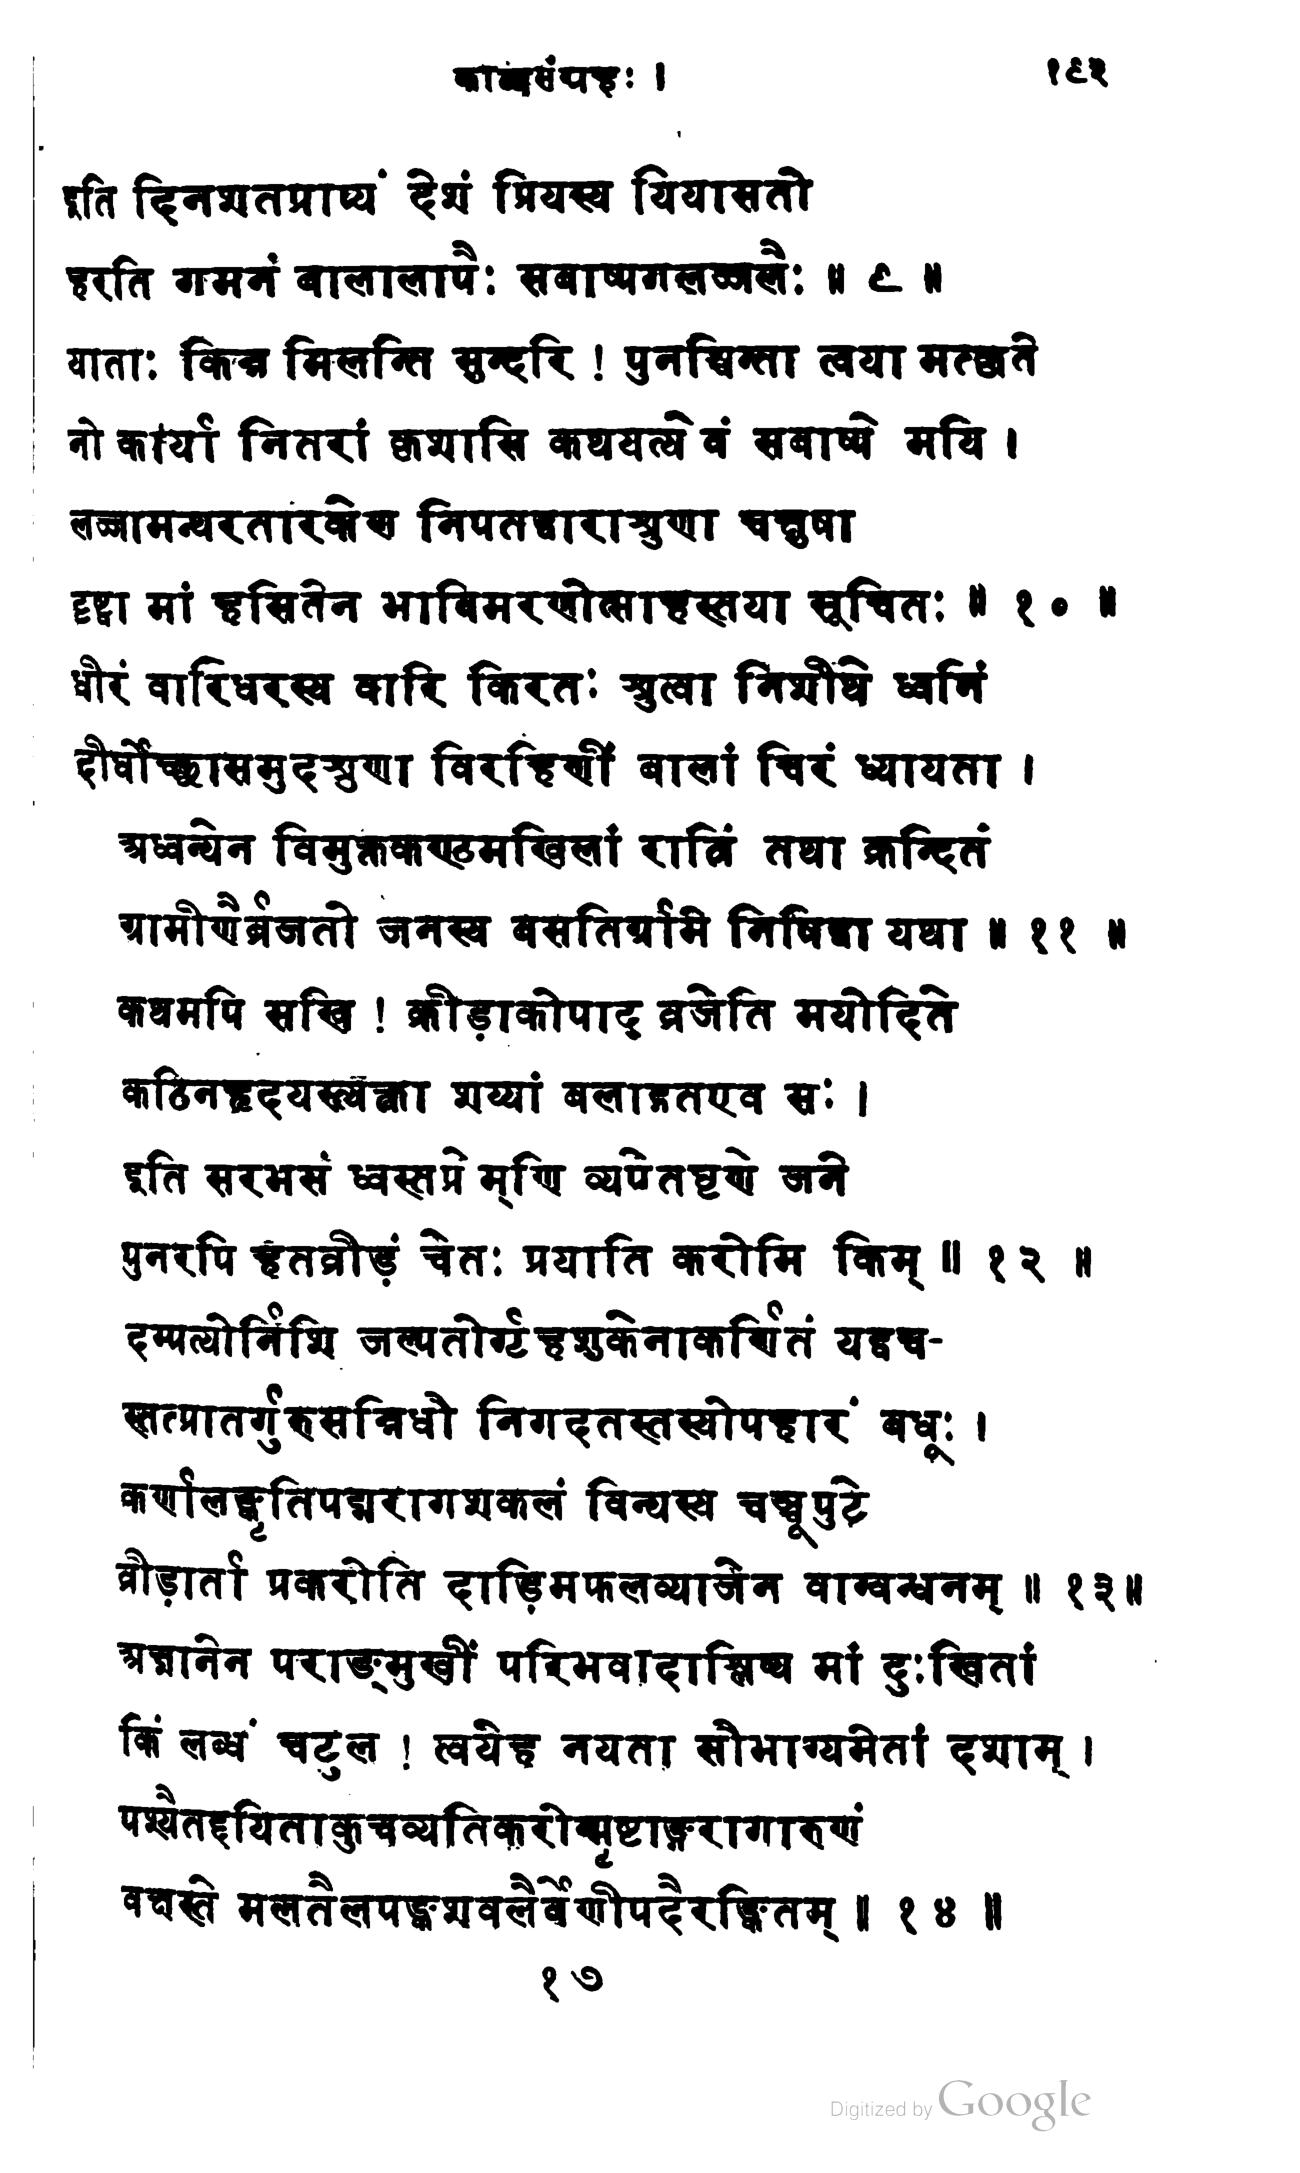 काव्यसंग्रहः । १९३
इति दिनशतप्राप्यं देशं प्रियस्य यियासतो
हरति गमनं बालालापैः सबाष्पगलज्जलैः ॥ ९ ॥
याताः किन्न मिलन्ति सुन्दरि ! पुनश्चिन्ता त्वया मत्कृते
नो कार्या नितरां कृशासि कथयत्येवं सबाष्पे मयि ।
लज्जामन्थरतारकेण निपतद्वाराश्रुणा चक्षुषा
दृष्ट्वा मां हसितेन भाविमरणोत्साहस्तया सूचितः ॥ १० ॥
धीरं वारिधरस्य वारि किरतः श्रुत्वा निशीथे ध्वनिं
दीर्घोच्छ्वासमुदश्रुणा विरहिणीं बालां चिरं ध्यायता ।
अध्वन्येन विमुक्तकण्ठमखिलां रात्रिं तथा क्रन्दितं
ग्रामीणैर्व्रजतो जनस्य वसतिर्ग्रामे निषिद्धा यथा ॥ ११ ॥
कथमपि सखि ! क्रीड़ाकोपाद् व्रजेति मयोदिते
कठिनहृदयस्त्यक्त्वा शय्यां बलाद्गतएव सः ।
इति सरभसं ध्वस्तप्रेम्णि व्यपेतघृणे जने
पुनरपि हतव्रीड़ं चेतः प्रयाति करोमि किम् ॥ १२ ॥
दम्पत्योर्निशि जल्पतोर्गृहशुकेनाकर्णितं यद्वच-
स्तत्प्रातर्गुरुसन्निधौ निगदतस्तस्योपहारं बधूः ।
कर्णालङ्कृतिपद्मरागशकलं विन्यस्य चञ्चूपुटे
व्रीड़ार्ता प्रकरोति दाड़िमफलव्याजेन वाग्बन्धनम् ॥ १३॥
अज्ञानेन पराङ्मुखीं परिभवादाश्लिष्य मां दुःखितां
किं लब्धं चटुल ! त्वयेह नयता सौभाग्यमेतां दशाम् ।
पश्यैतद्दयिताकुचव्यतिकरोन्मृष्टाङ्गरागारुणं
वक्षस्ते मलतैलपङ्कशवलैर्वेणीपदैरङ्कितम् ॥ १४ ॥
१७
Digitized by Google